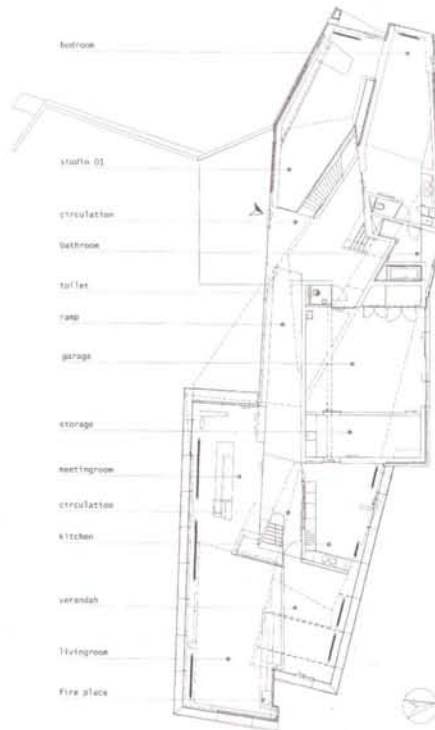 bedroom
studio 01
circulation
bathroom
toilet
ramp
garage
storage
meetingroom
circulation
kitchen
verandah
livingroom
fire place